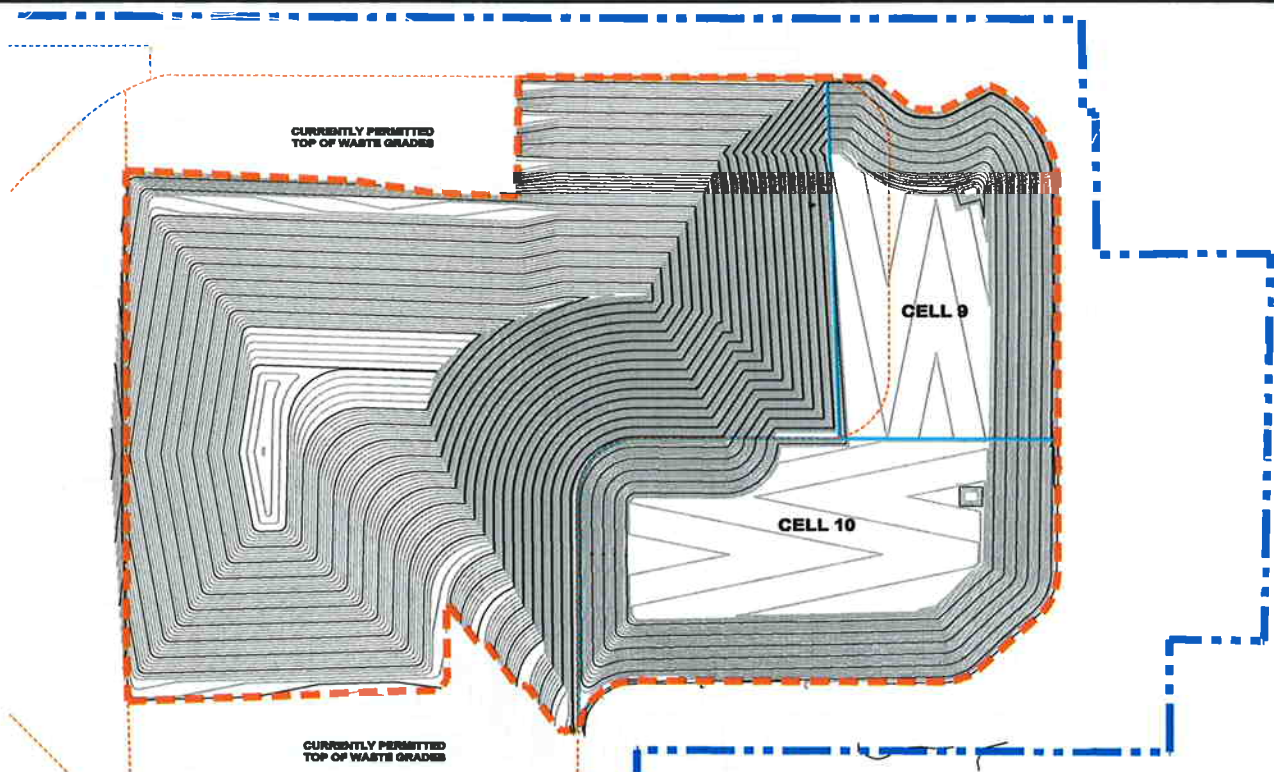 CURRENTLY PERMITTED
TOP OF WASTE GRADES
CELL 9
CELL 10
CURRENTLY PERMITTED
TOP OF WASTE GRADES